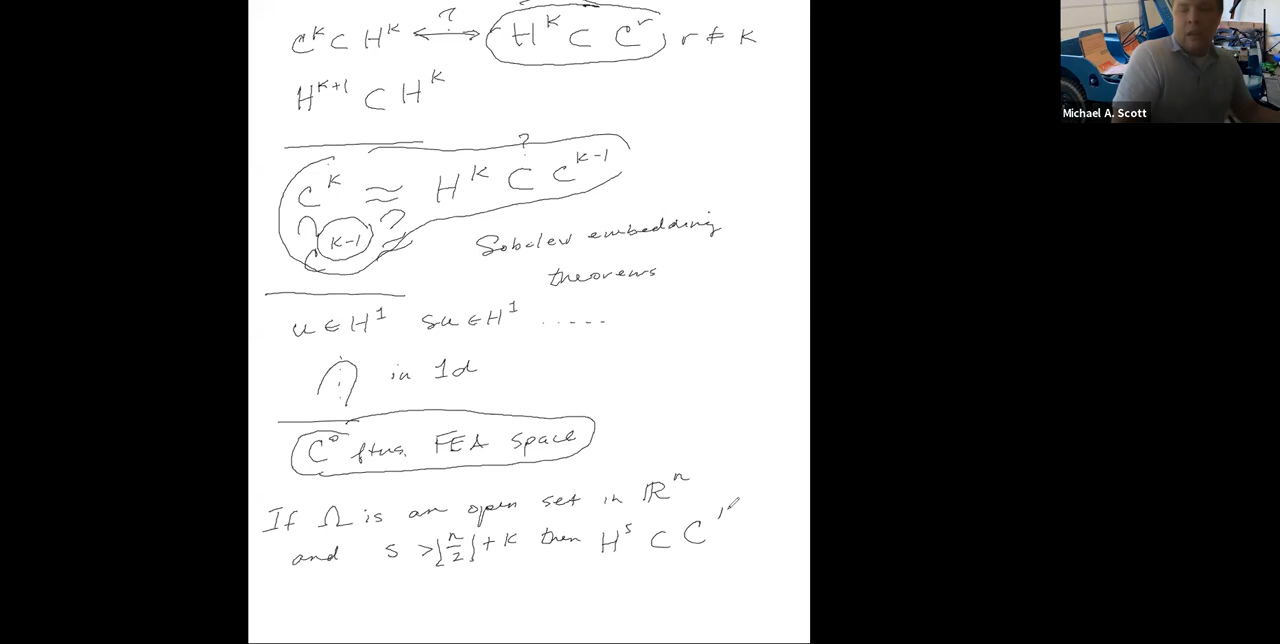 ?
C^k ⊂ H^k ⟷ H^k ⊂ C^r, r ≠ k
H^{k+1} ⊂ H^k
Michael A. Scott
?
C^k ≈ H^k ⊂ C^{k-1}
? k-1 ?
C
Sobolev embedding
theorems
u ∈ H^1 δu ∈ H^1 .....
in 1d
C^0 ftns. FEA space
If Ω is an open set in ℝ^n
and s > ⌊n/2⌋ + k then H^s ⊂ C